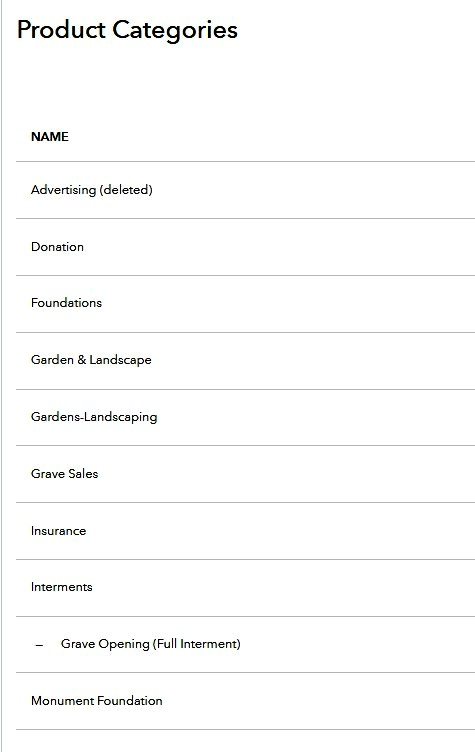 Product Categories
NAME
Advertising (deleted)
Donation
Foundations
Garden & Landscape
Gardens-Landscaping
Grave Sales
Insurance
Interments
– Grave Opening (Full Interment)
Monument Foundation